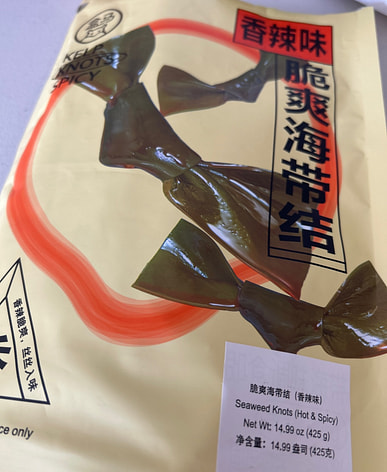 盒马
KELP
KNOTS
SPICY
香辣味
脆爽海带结
香辣脆爽，丝丝入味
ce only
脆爽海带结（香辣味）
Seaweed Knots (Hot & Spicy)
Net Wt: 14.99 oz (425 g)
净含量：14.99 盎司 (425克)